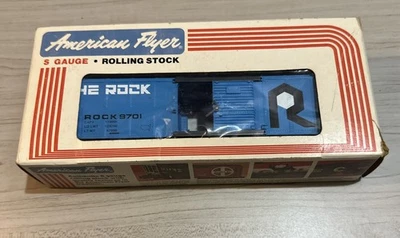 American Flyer
S GAUGE • ROLLING STOCK
HE ROCK
ROCK 9701
R
American Flyer